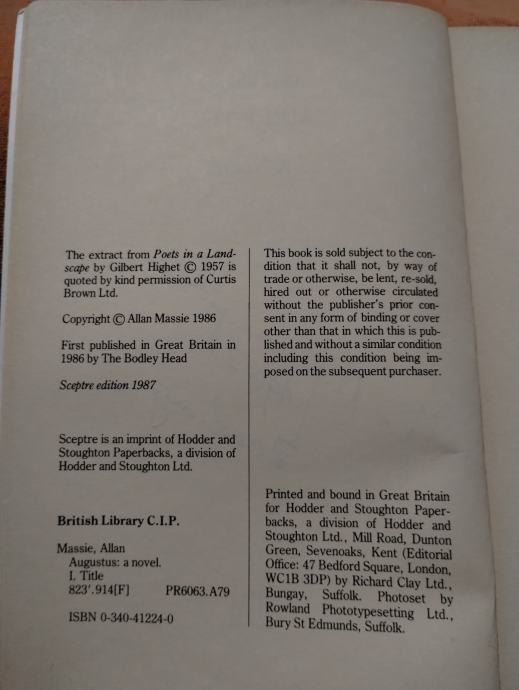 The extract from Poets in a Land-
scape by Gilbert Highet © 1957 is
quoted by kind permission of Curtis
Brown Ltd.
Copyright © Allan Massie 1986
First published in Great Britain in
1986 by The Bodley Head
Sceptre edition 1987
Sceptre is an imprint of Hodder and
Stoughton Paperbacks, a division of
Hodder and Stoughton Ltd.
British Library C.I.P.
Massie, Allan
Augustus: a novel.
I. Title
823'.914[F] PR6063.A79
ISBN 0-340-41224-0
This book is sold subject to the con-
dition that it shall not, by way of
trade or otherwise, be lent, re-sold,
hired out or otherwise circulated
without the publisher's prior con-
sent in any form of binding or cover
other than that in which this is pub-
lished and without a similar condition
including this condition being im-
posed on the subsequent purchaser.
Printed and bound in Great Britain
for Hodder and Stoughton Paper-
backs, a division of Hodder and
Stoughton Ltd., Mill Road, Dunton
Green, Sevenoaks, Kent (Editorial
Office: 47 Bedford Square, London,
WC1B 3DP) by Richard Clay Ltd.,
Bungay, Suffolk. Photoset by
Rowland Phototypesetting Ltd.,
Bury St Edmunds, Suffolk.